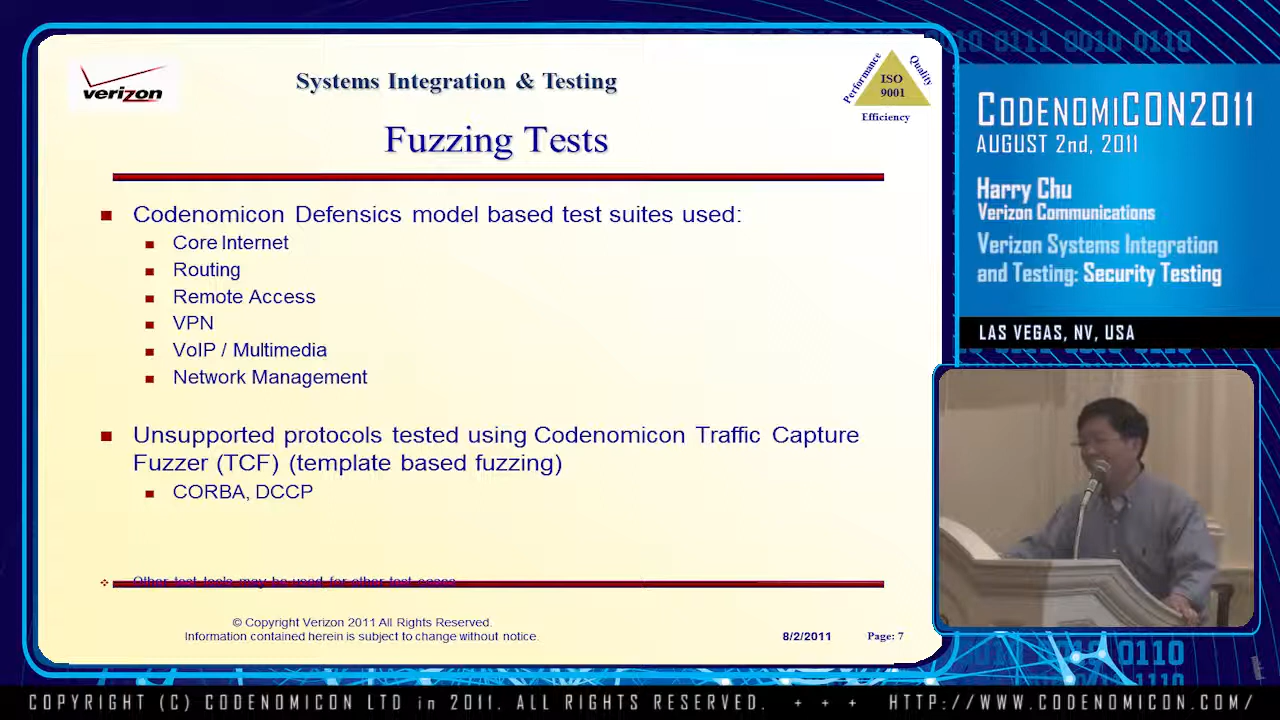 verizon
Systems Integration & Testing
Performance
Quality
ISO
9001
Efficiency
Fuzzing Tests
Codenomicon Defensics model based test suites used:
Core Internet
Routing
Remote Access
VPN
VoIP / Multimedia
Network Management
Unsupported protocols tested using Codenomicon Traffic Capture
Fuzzer (TCF) (template based fuzzing)
CORBA, DCCP
Other test tools may be used for other test cases
© Copyright Verizon 2011 All Rights Reserved.
Information contained herein is subject to change without notice.
8/2/2011
Page: 7
0111 0010 0110
CODENOMICON2011
AUGUST 2nd, 2011
Harry Chu
Verizon Communications
Verizon Systems Integration
and Testing: Security Testing
LAS VEGAS, NV, USA
0110
COPYRIGHT (C) CODENOMICON LTD in 2011. ALL RIGHTS RESERVED. + + + HTTP://WWW.CODENOMICON.COM/